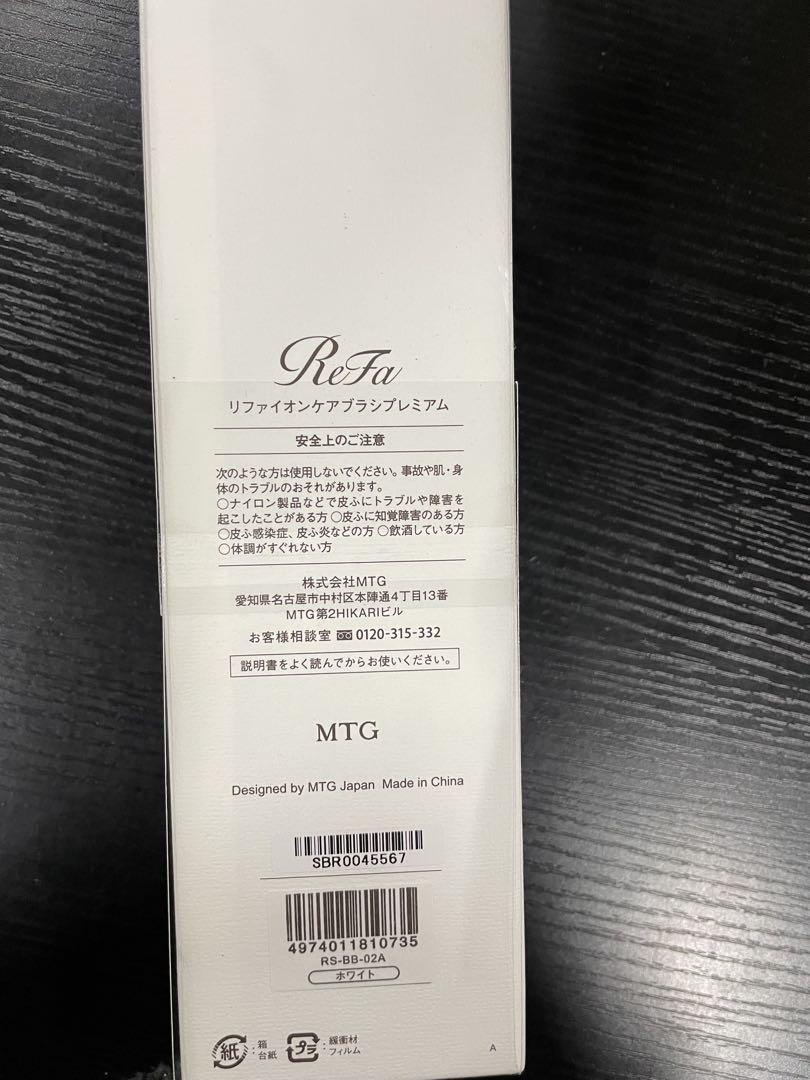 ReFa
リファイオンケアブラシプレミアム
安全上のご注意
次のような方は使用しないでください。事故や肌・身
体のトラブルのおそれがあります。
○ナイロン製品などで皮ふにトラブルや障害を
起こしたことがある方 ○皮ふに知覚障害のある方
○皮ふ感染症、皮ふ炎などの方 ○飲酒している方
○体調がすぐれない方
株式会社MTG
愛知県名古屋市中村区本陣通4丁目13番
MTG第2HIKARIビル
お客様相談室 0120-315-332
説明書をよく読んでからお使いください。
MTG
Designed by MTG Japan Made in China
SBR0045567
4974011810735
RS-BB-02A
ホワイト
紙 : 箱 台紙 プラ : 緩衝材 フィルム A